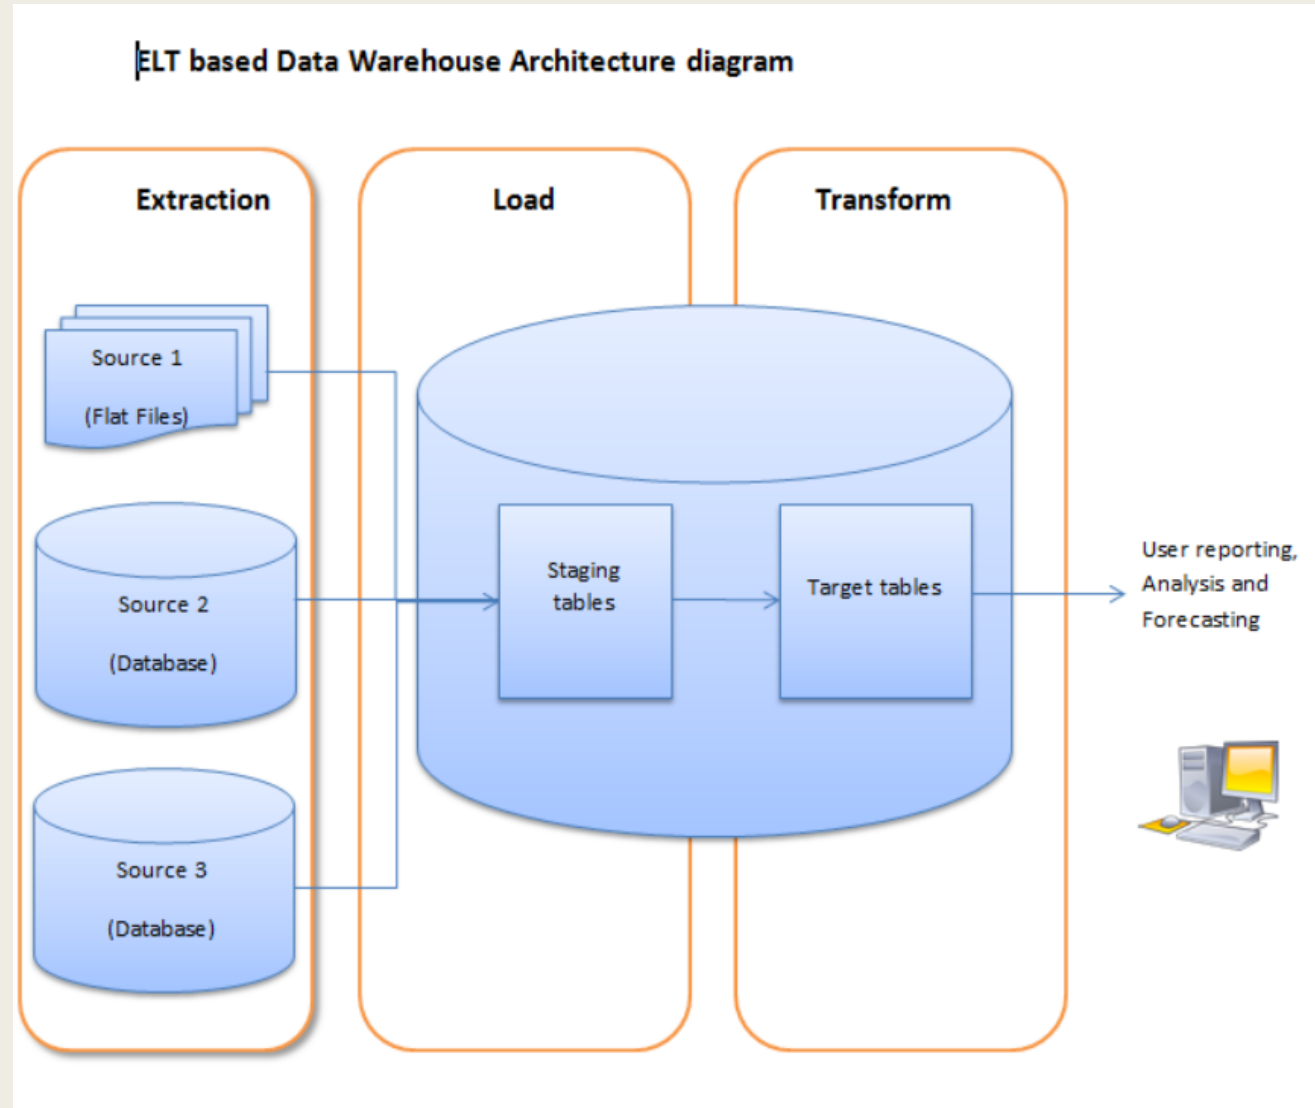 ELT based Data Warehouse Architecture diagram
Extraction
Load
Transform
Source 1
(Flat Files)
Source 2
(Database)
Source 3
(Database)
Staging
tables
Target tables
User reporting,
Analysis and
Forecasting